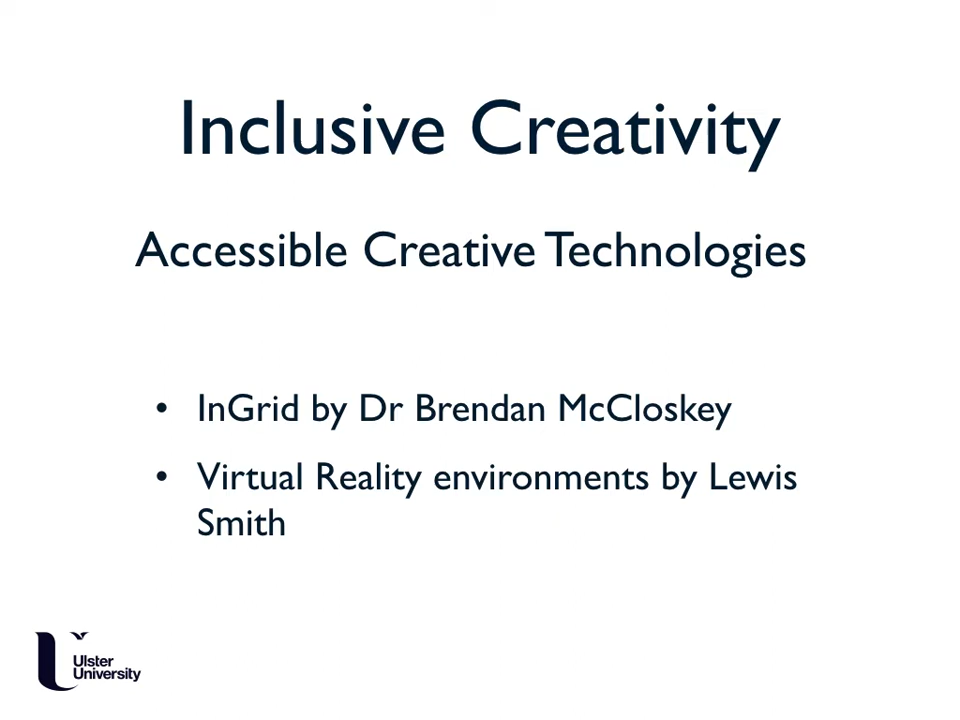 Inclusive Creativity
Accessible Creative Technologies
• InGrid by Dr Brendan McCloskey
• Virtual Reality environments by Lewis
Smith
Ulster
University